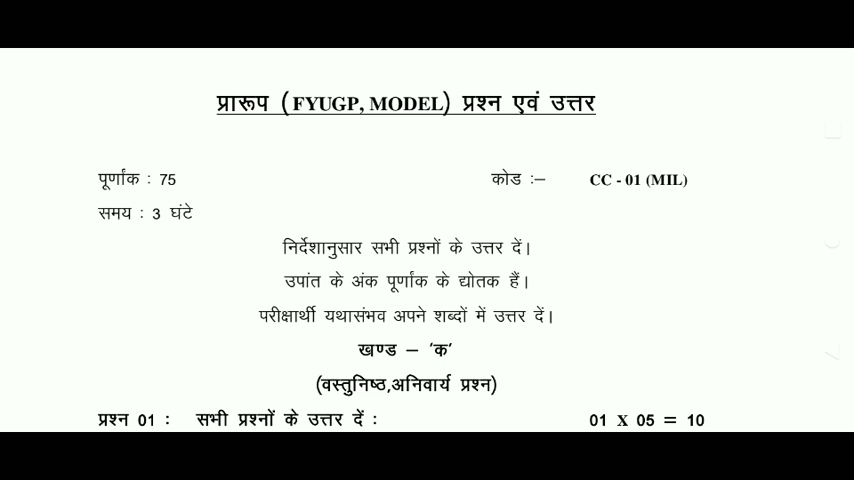 प्रारूप (FYUGP, MODEL) प्रश्न एवं उत्तर
पूर्णांक : 75 कोड :– CC - 01 (MIL)
समय : 3 घंटे
निर्देशानुसार सभी प्रश्नों के उत्तर दें।
उपांत के अंक पूर्णांक के द्योतक हैं।
परीक्षार्थी यथासंभव अपने शब्दों में उत्तर दें।
खण्ड – 'क'
(वस्तुनिष्ठ,अनिवार्य प्रश्न)
प्रश्न 01 : सभी प्रश्नों के उत्तर दें : 01 X 05 = 10